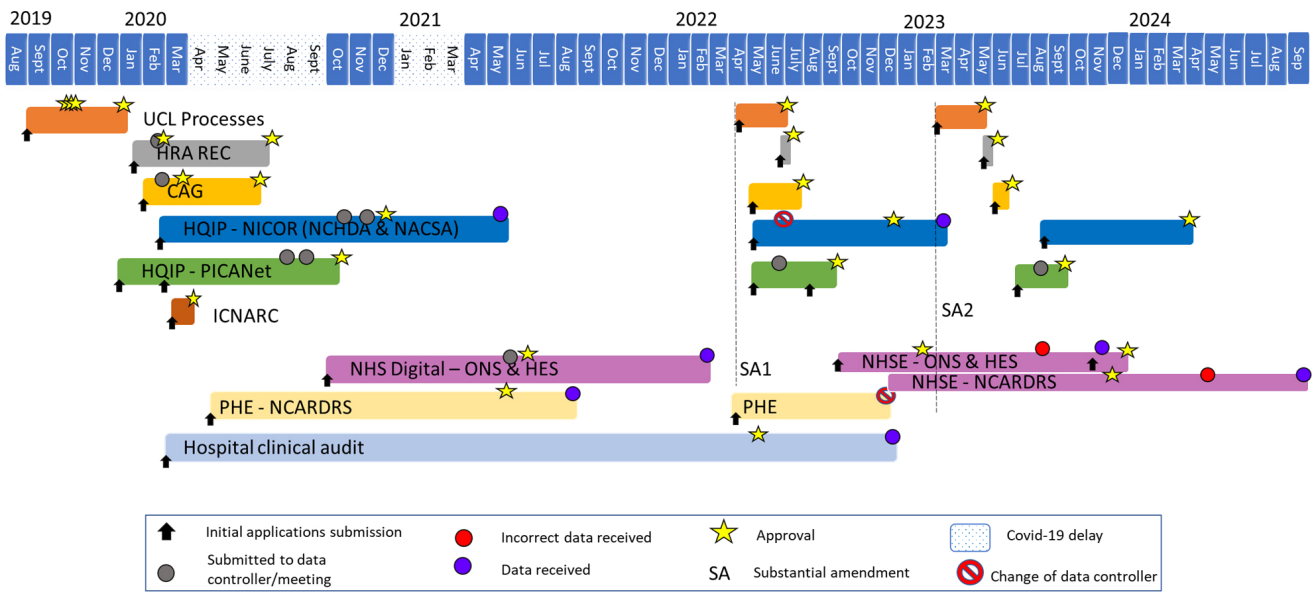 2019
2020
2021
2022
2023
2024
Aug
Sept
Oct
Nov
Dec
Jan
Feb
Mar
Apr
May
June
July
Aug
Sept
Oct
Nov
Dec
Jan
Feb
Mar
Apr
May
Jun
Jul
Aug
Sept
Oct
Nov
Dec
Jan
Feb
Mar
Apr
May
June
July
Aug
Sep
Oct
Nov
Dec
Jan
Feb
Mar
Apr
May
Jun
Jul
Aug
Sep
Oct
Nov
Dec
Jan
Feb
Mar
Apr
May
Jun
Jul
Aug
Sep
UCL Processes
HRA REC
CAG
HQIP - NICOR (NCHDA & NACSA)
HQIP - PICANet
ICNARC
SA2
NHS Digital – ONS & HES
SA1
NHSE - ONS & HES
NHSE - NCARDRS
PHE - NCARDRS
PHE
Hospital clinical audit
Initial applications submission
Incorrect data received
Approval
Covid-19 delay
Submitted to data
controller/meeting
Data received
SA
Substantial amendment
Change of data controller